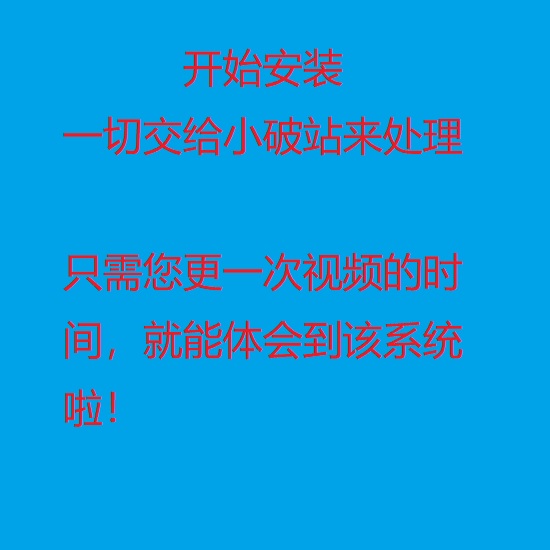 开始安装
一切交给小破站来处理
只需您更一次视频的时
间，就能体会到该系统
啦！